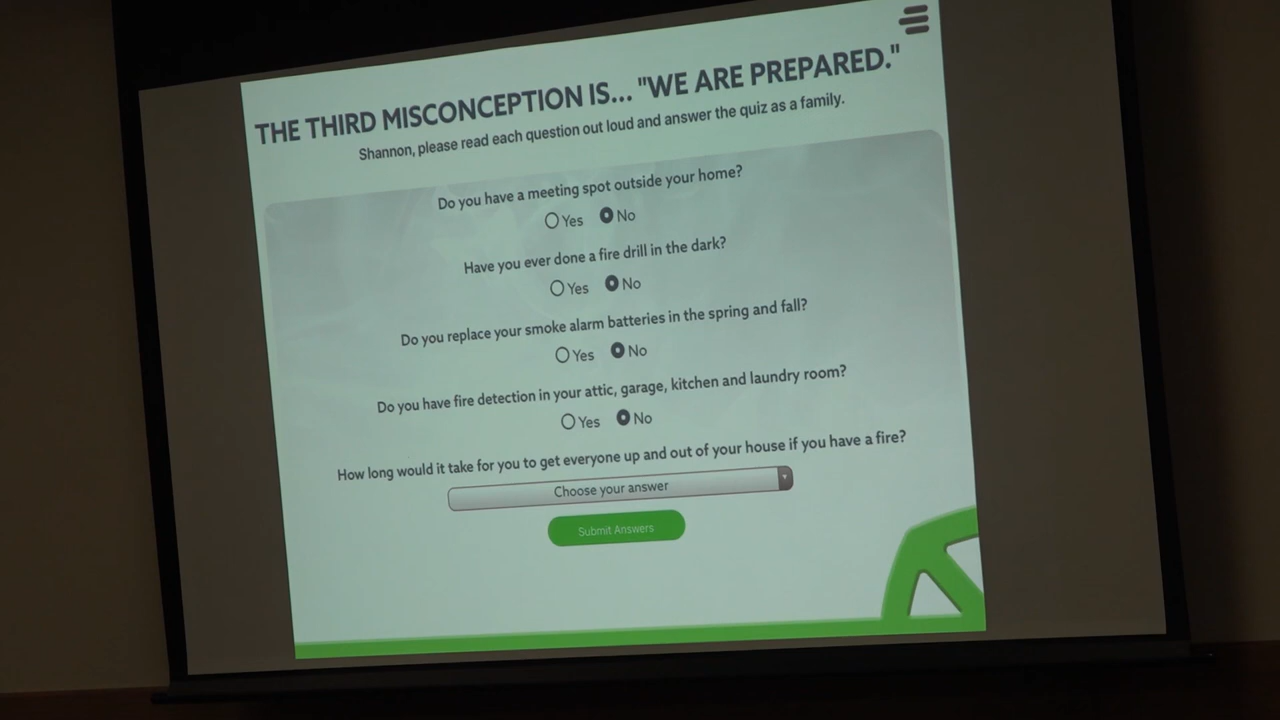 THE THIRD MISCONCEPTION IS... "WE ARE PREPARED."
Shannon, please read each question out loud and answer the quiz as a family.
Do you have a meeting spot outside your home?
Yes No
Have you ever done a fire drill in the dark?
Yes No
Do you replace your smoke alarm batteries in the spring and fall?
Yes No
Do you have fire detection in your attic, garage, kitchen and laundry room?
Yes No
How long would it take for you to get everyone up and out of your house if you have a fire?
Choose your answer
Submit Answers